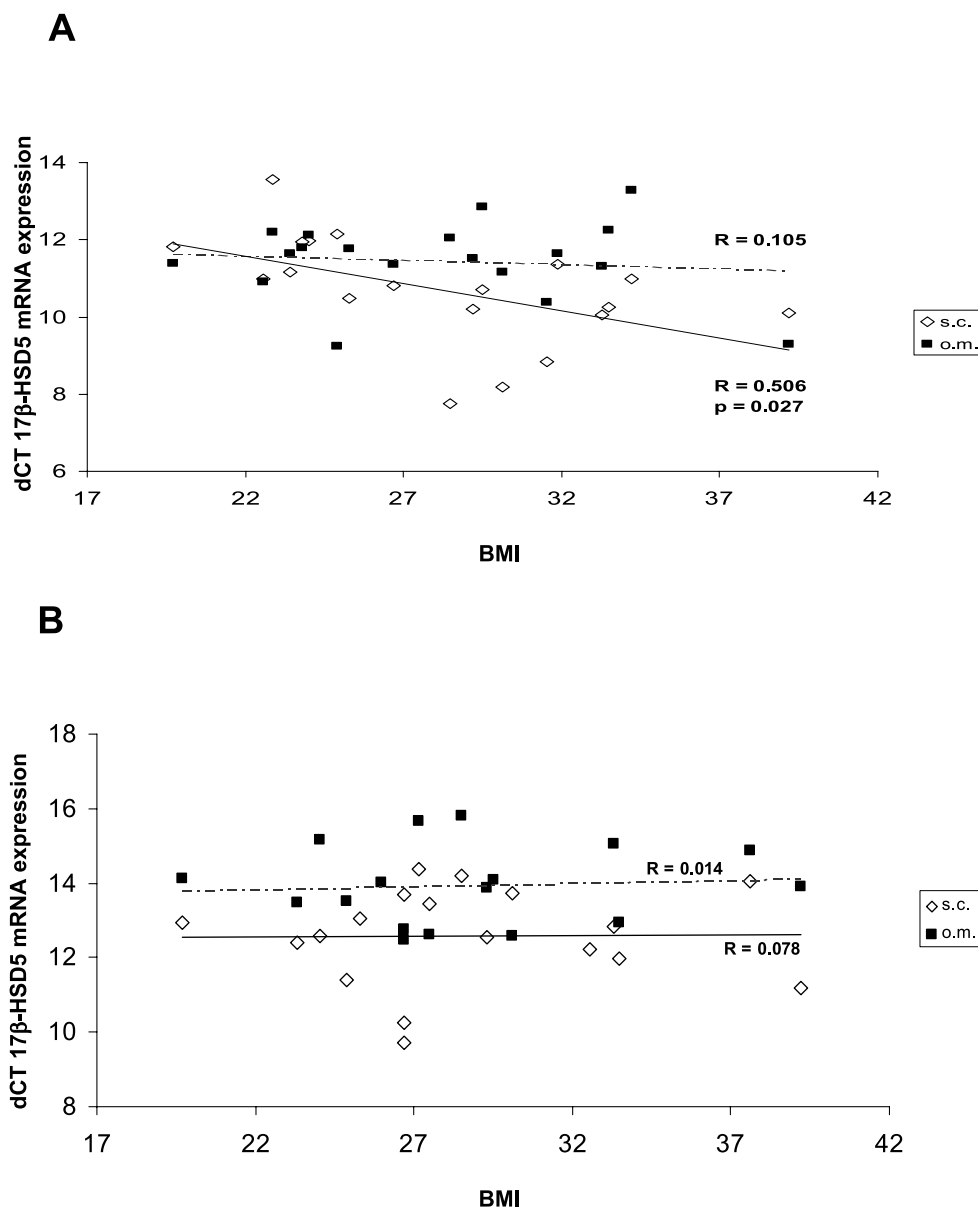 A
dCT 17β-HSD5 mRNA expression
14
12
10
8
6
17
22
27
32
37
42
BMI
R = 0.105
R = 0.506
p = 0.027
s.c.
o.m.
B
dCT 17β-HSD5 mRNA expression
18
16
14
12
10
8
17
22
27
32
37
42
BMI
R = 0.014
R = 0.078
s.c.
o.m.